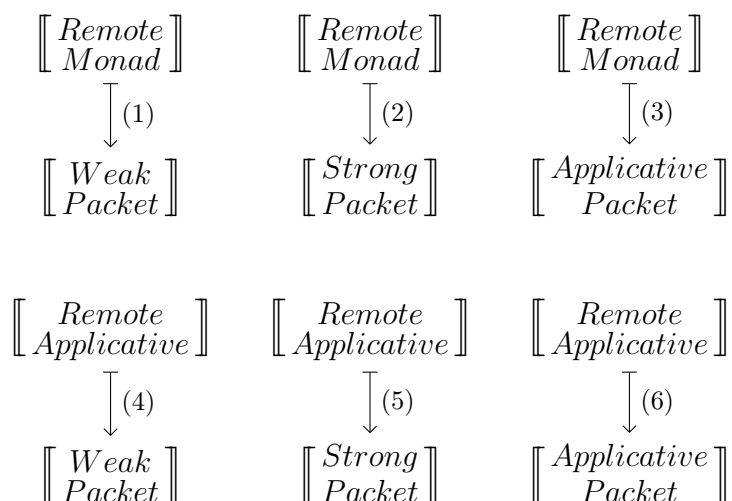 Remote Remote Remote
Monad Monad Monad
(1) (2) (3)
Weak Strong Applicative
Packet Packet Packet
Remote Remote Remote
Applicative Applicative Applicative
(4) (5) (6)
Weak Strong Applicative
Packet Packet Packet